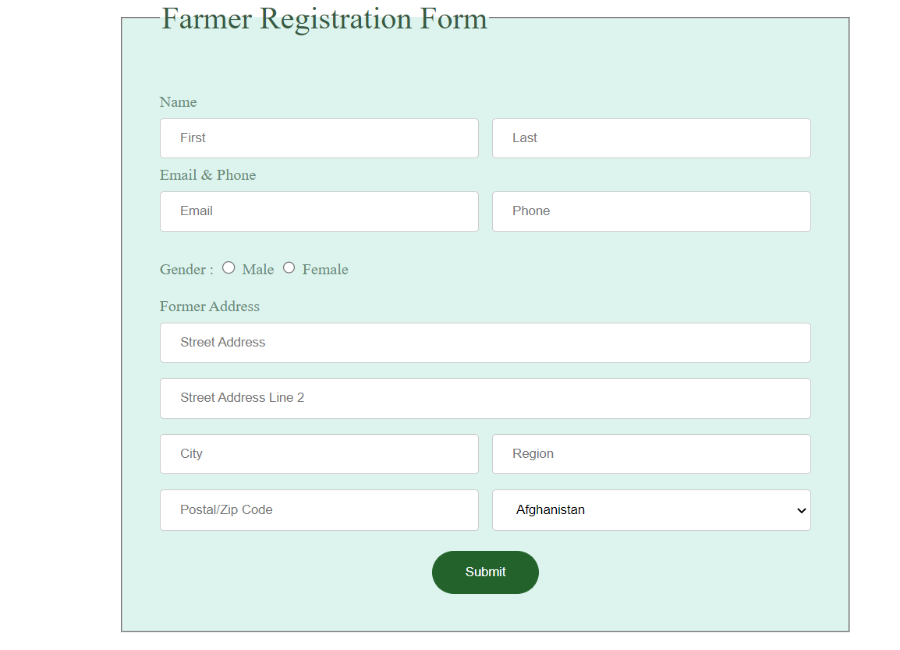 Farmer Registration Form
Name
First Last
Email & Phone
Email Phone
Gender : Male Female
Former Address
Street Address
Street Address Line 2
City Region
Postal/Zip Code Afghanistan
Submit